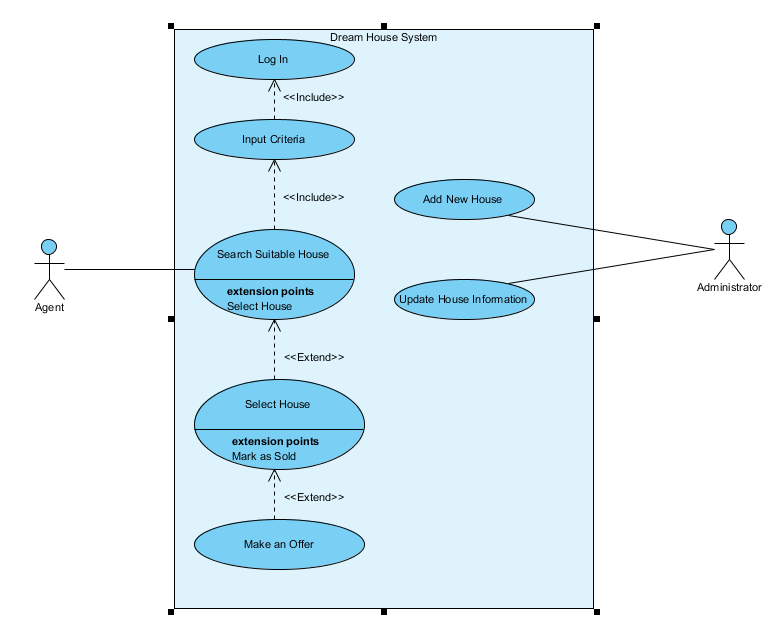 Dream House System
Log In
<<Include>>
Input Criteria
<<Include>>
Add New House
Search Suitable House
extension points
Select House
Agent
Administrator
Update House Information
<<Extend>>
Select House
extension points
Mark as Sold
<<Extend>>
Make an Offer